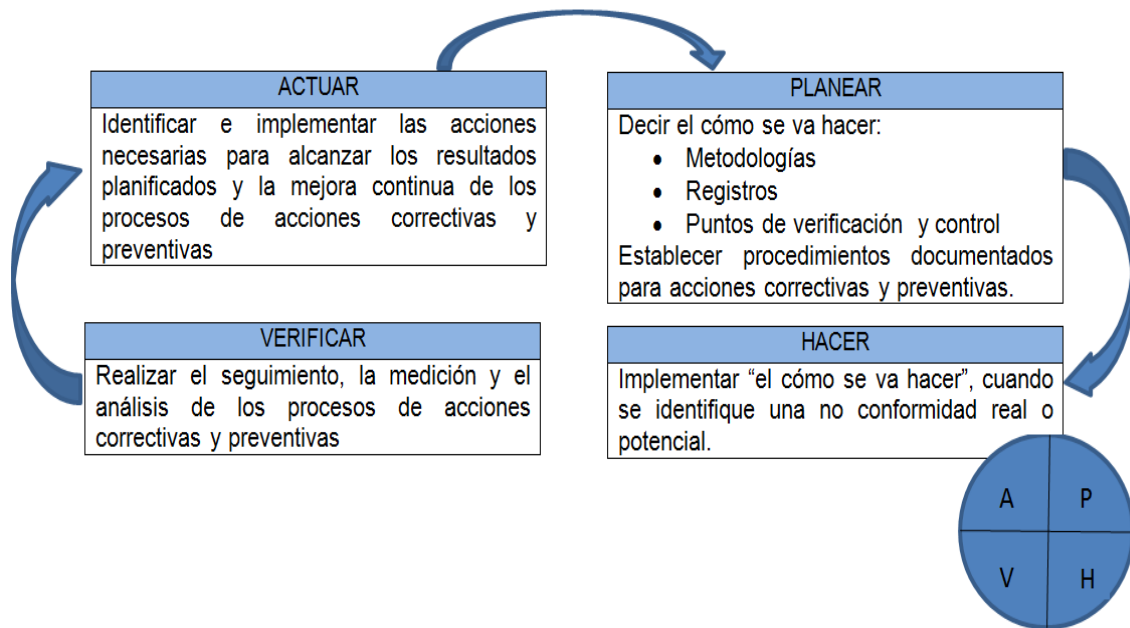 ACTUAR
Identificar e implementar las acciones
necesarias para alcanzar los resultados
planificados y la mejora continua de los
procesos de acciones correctivas y
preventivas
PLANEAR
Decir el cómo se va hacer:
• Metodologías
• Registros
• Puntos de verificación y control
Establecer procedimientos documentados
para acciones correctivas y preventivas.
VERIFICAR
Realizar el seguimiento, la medición y el
análisis de los procesos de acciones
correctivas y preventivas
HACER
Implementar “el cómo se va hacer”, cuando
se identifique una no conformidad real o
potencial.
A P
V H